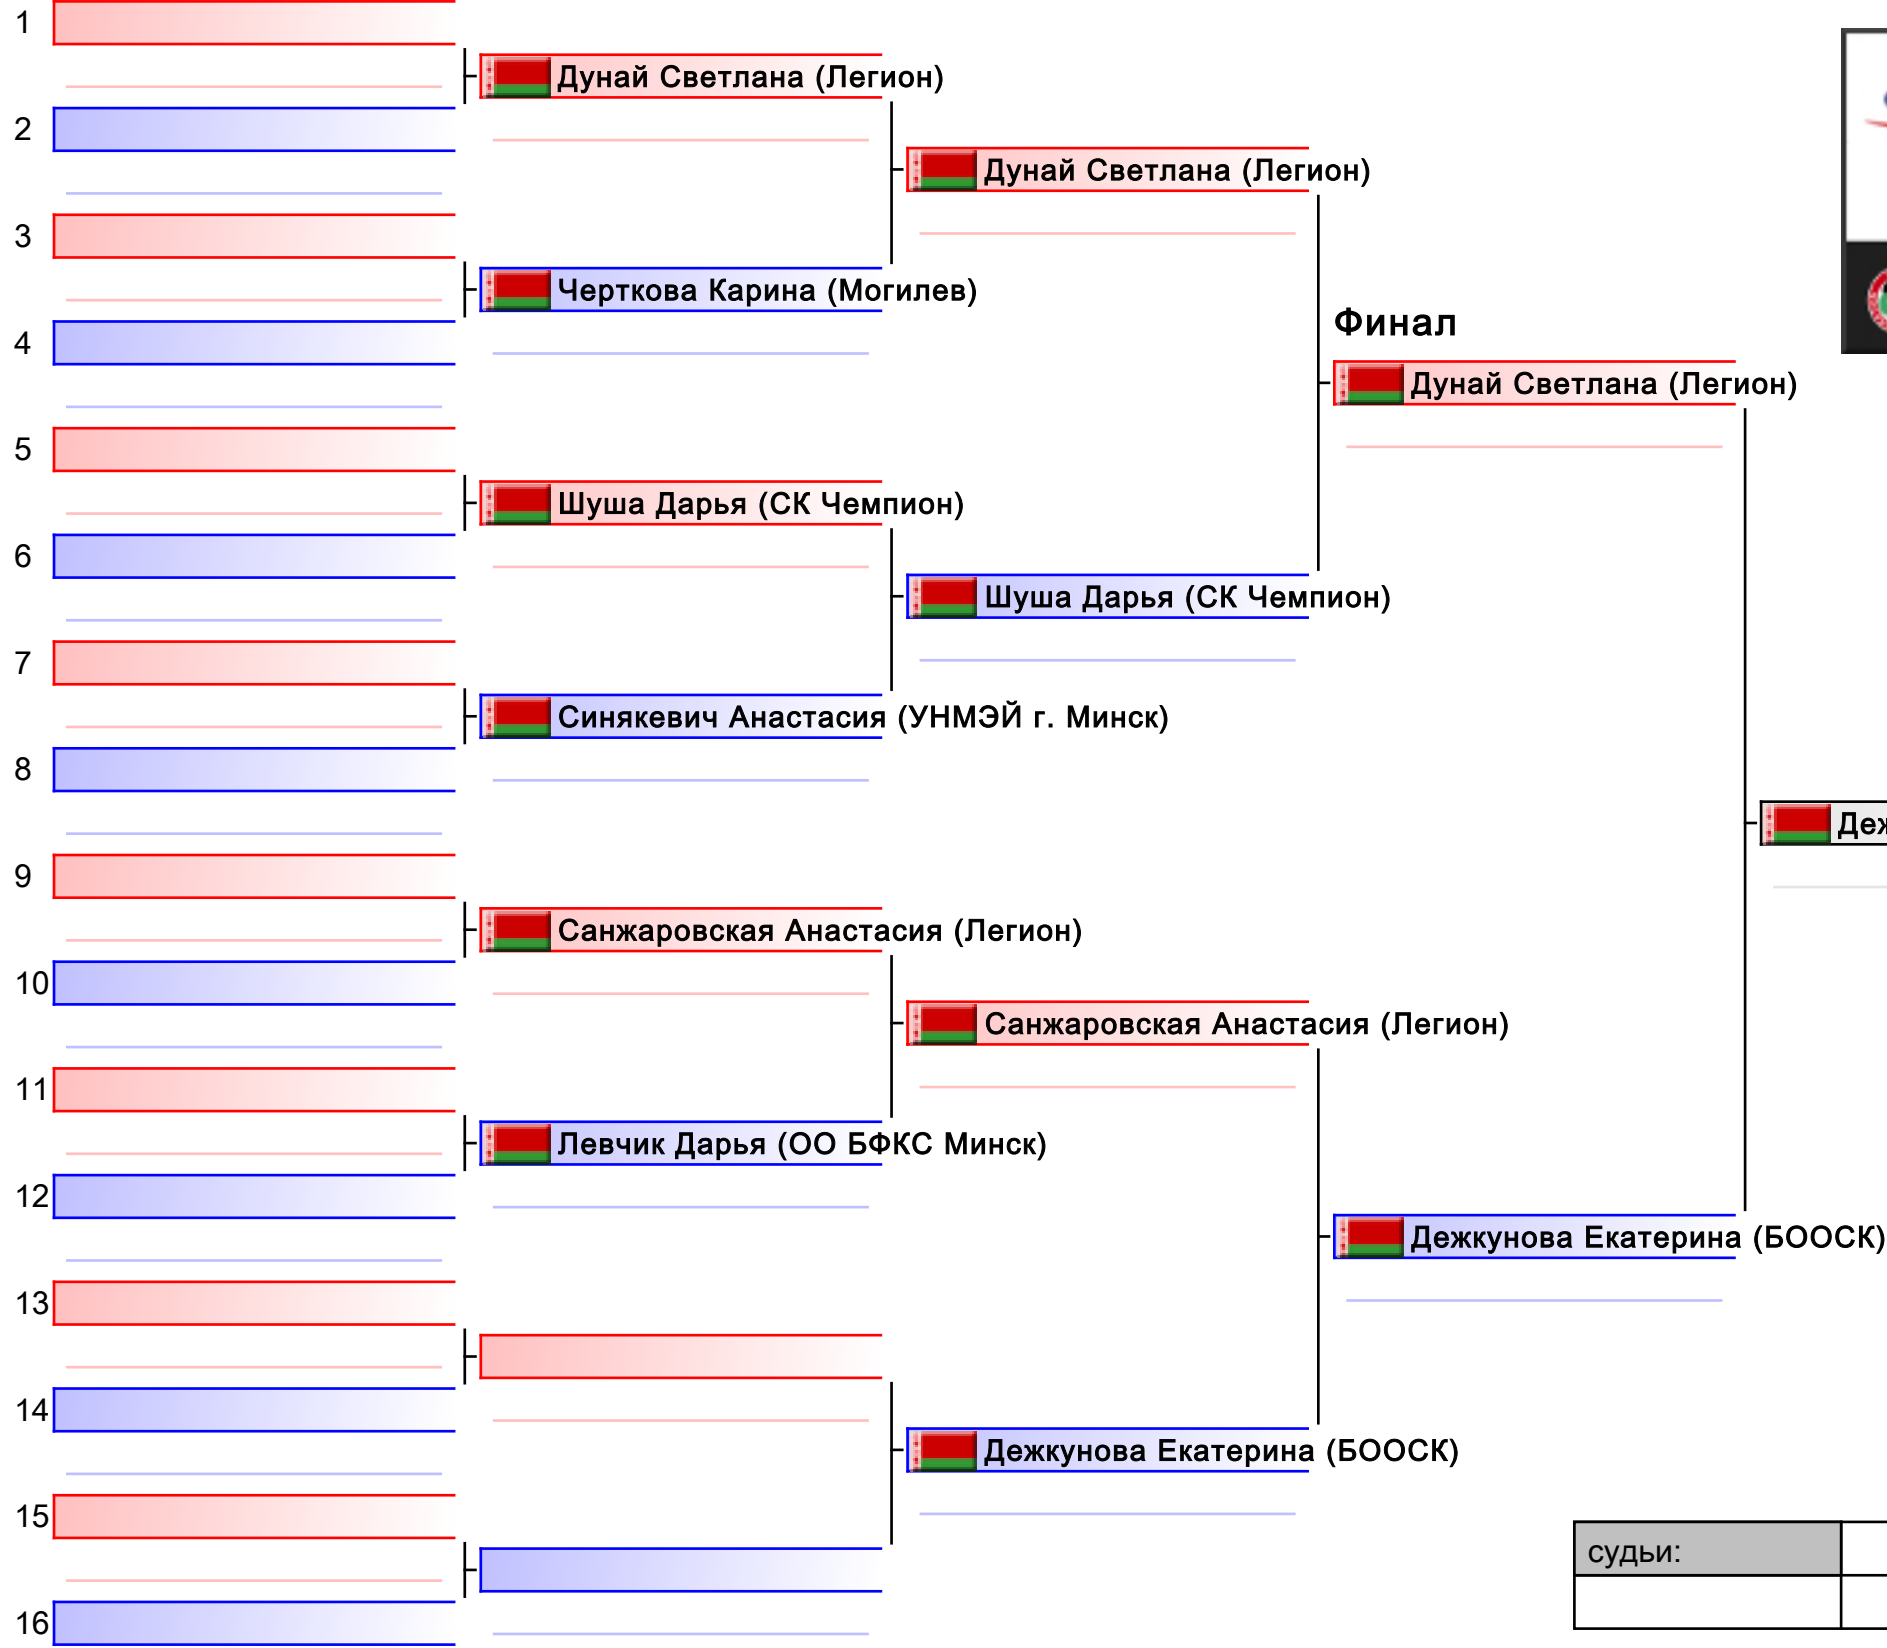 1
Дунай Светлана (Легион)
2
Дунай Светлана (Легион)
3
Черткова Карина (Могилев)
Финал
4
Дунай Светлана (Легион)
5
Шуша Дарья (СК Чемпион)
6
Шуша Дарья (СК Чемпион)
7
Синякевич Анастасия (УНМЭЙ г. Минск)
8
Деж
9
Санжаровская Анастасия (Легион)
10
Санжаровская Анастасия (Легион)
11
Левчик Дарья (ОО БФКС Минск)
12
Дежкунова Екатерина (БООСК)
13
14
Дежкунова Екатерина (БООСК)
15
судьи:
16